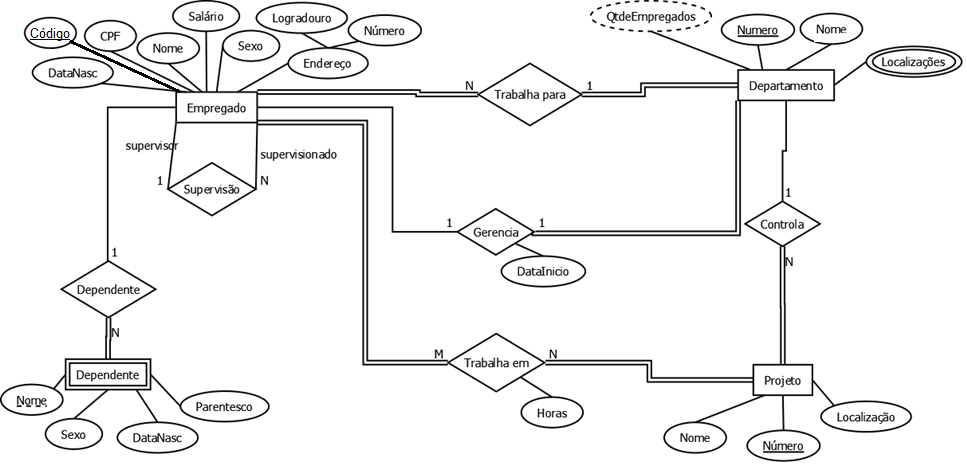 Código
CPF
Nome
Salário
Sexo
Logradouro
Número
Endereço
DataNasc
Empregado
supervisor
supervisionado
1
N
Supervisão
N
Trabalha para
1
QtdeEmpregados
Numero
Nome
Localizações
Departamento
1
Gerencia
1
DataInicio
1
Controla
N
1
Dependente
N
Dependente
Nome
Sexo
DataNasc
Parentesco
M
Trabalha em
N
Horas
Projeto
Nome
Número
Localização